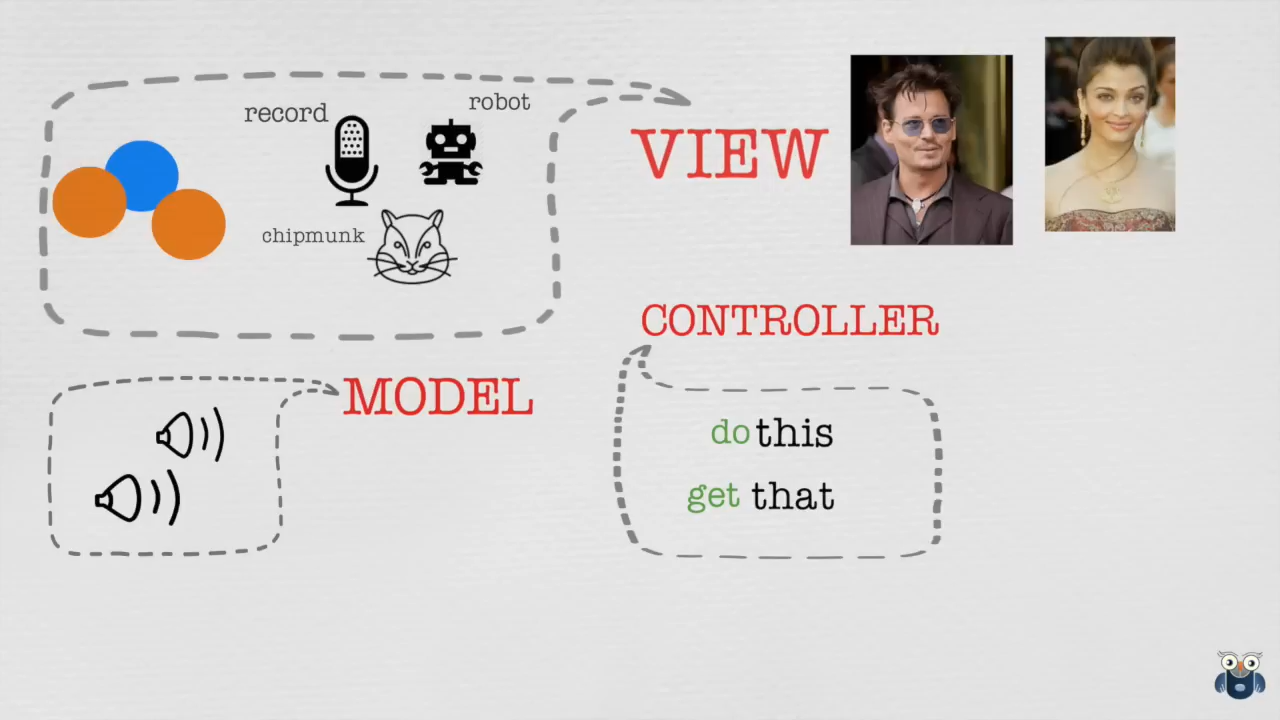 record
robot
chipmunk
VIEW
CONTROLLER
MODEL
do this
get that